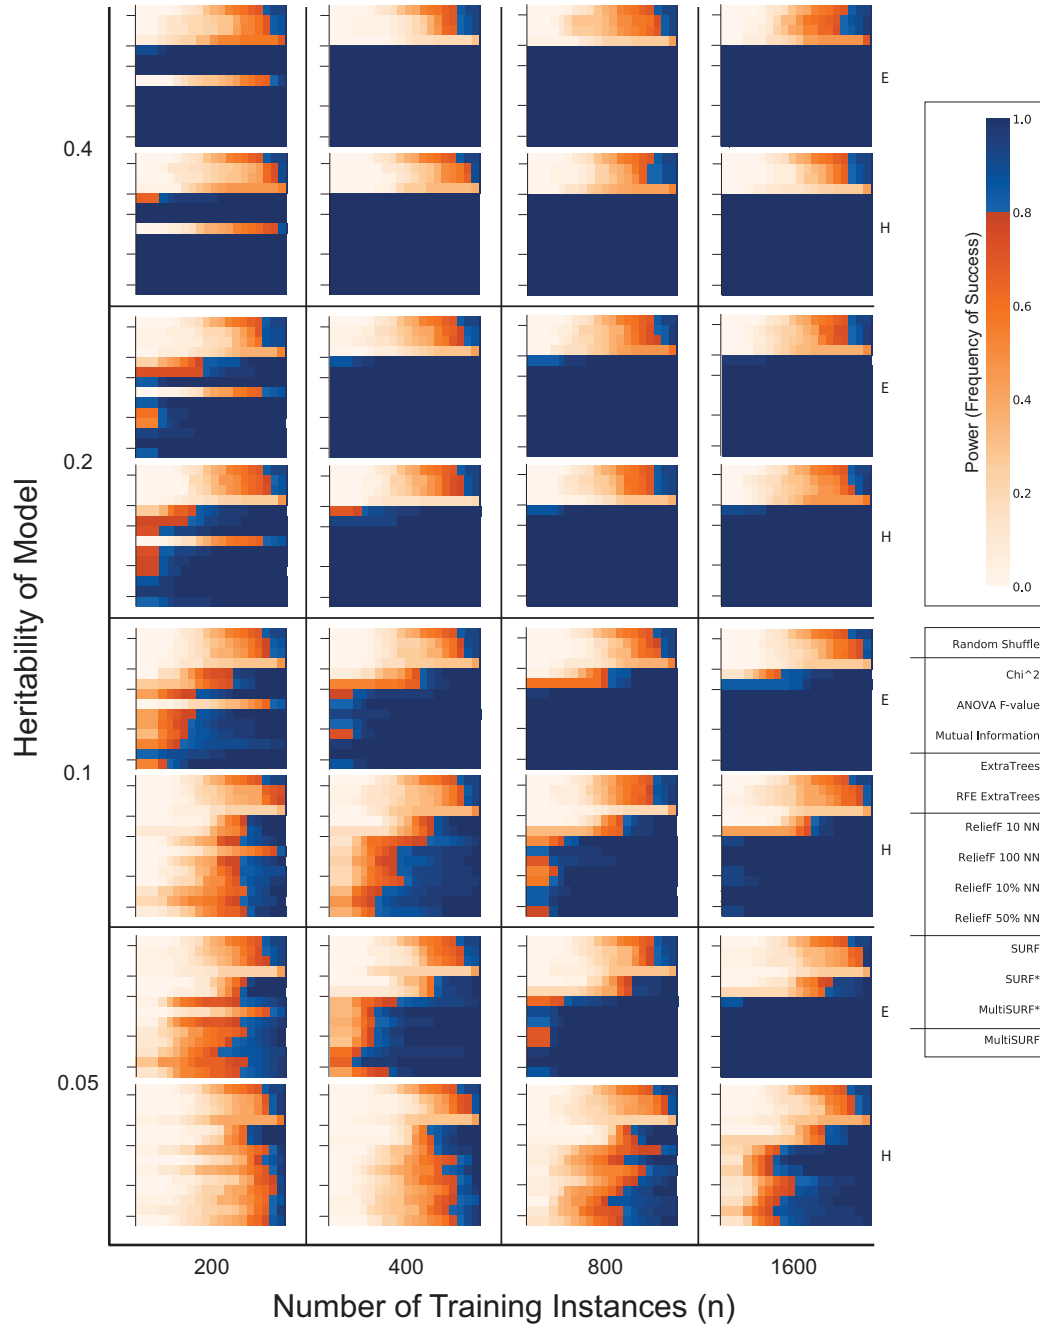 Heritability of Model
0.4
0.2
0.1
0.05
E
H
E
H
E
H
E
H
200
400
800
1600
Number of Training Instances (n)
Power (Frequency of Success)
1.0
0.8
0.6
0.4
0.2
0.0
Random Shuffle
Chi^2
ANOVA F-value
Mutual Information
ExtraTrees
RFE ExtraTrees
ReliefF 10 NN
ReliefF 100 NN
ReliefF 10% NN
ReliefF 50% NN
SURF
SURF*
MultiSURF*
MultiSURF